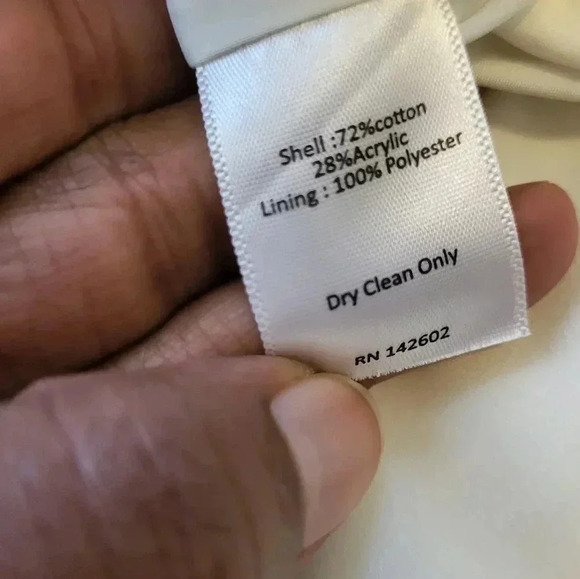 Shell :72%cotton
28%Acrylic
Lining : 100% Polyester
Dry Clean Only
RN 142602